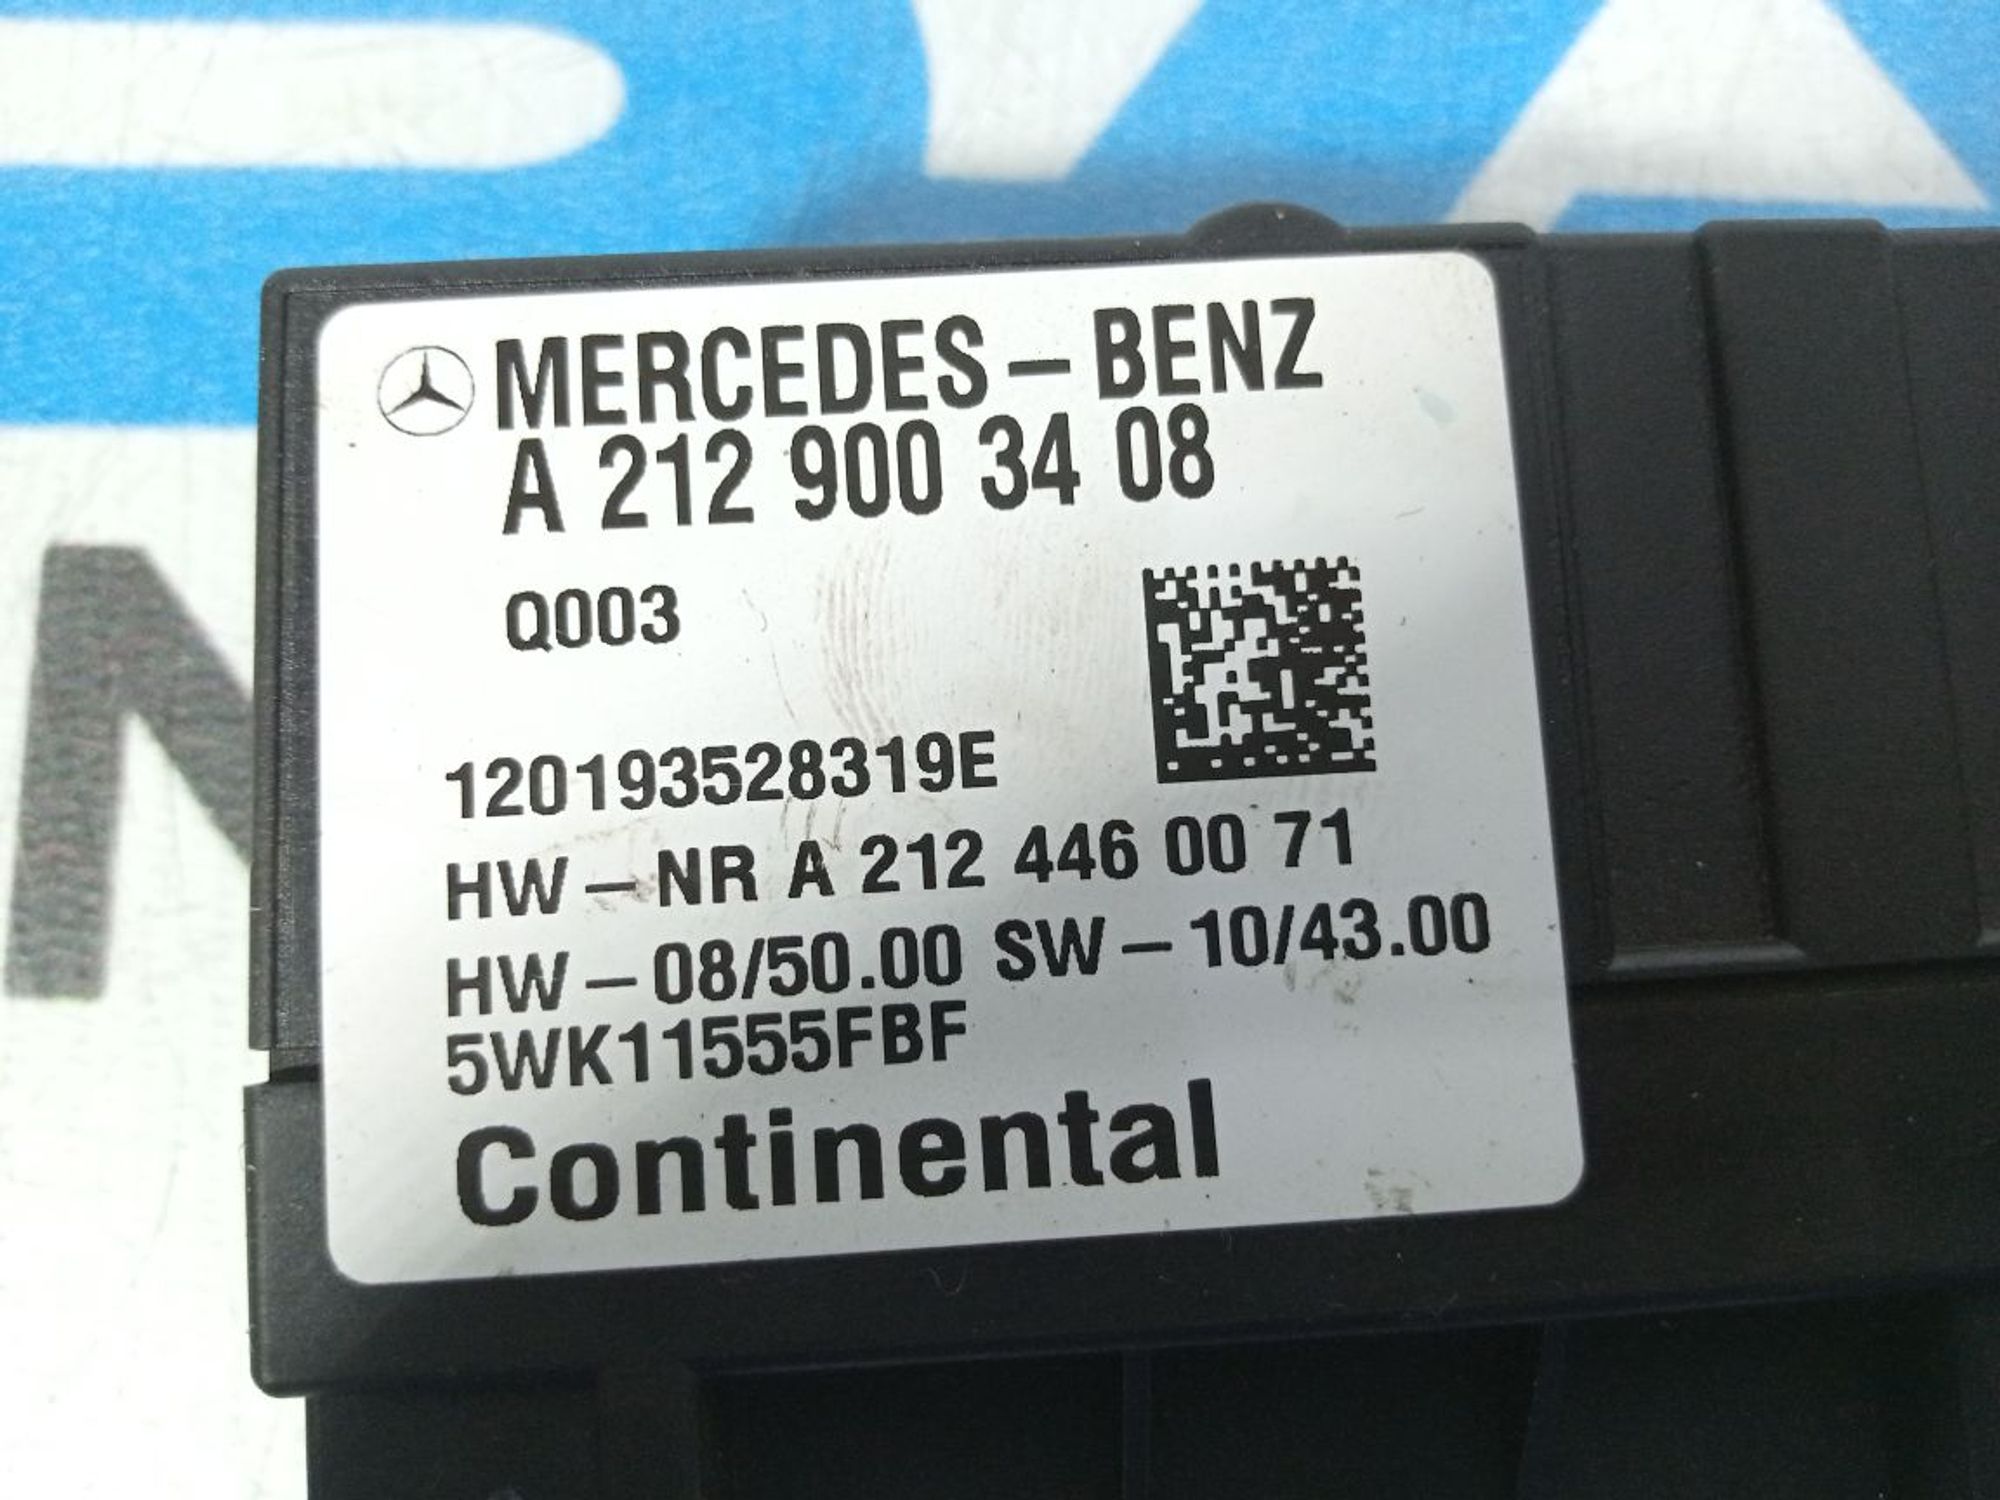 MERCEDES-BENZ
A 212 900 34 08
Q003
120193528319E
HW-NR A 212 446 00 71
HW-08/50.00 SW-10/43.00
5WK11555FBF
Continental